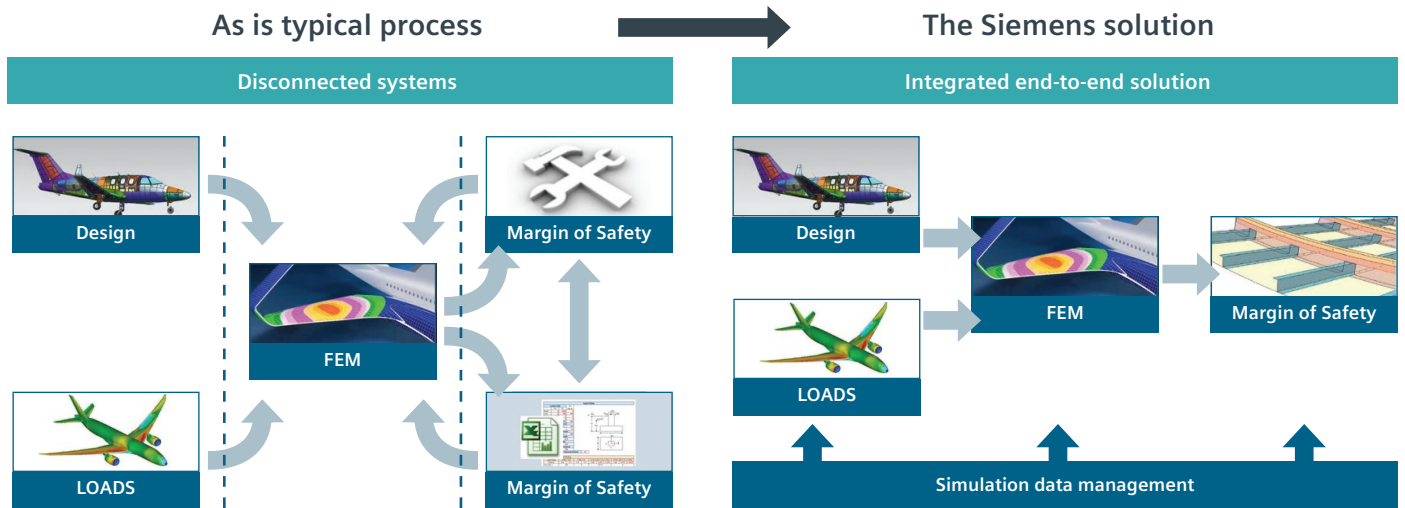 As is typical process
The Siemens solution
Disconnected systems
Integrated end-to-end solution
Design
Margin of Safety
FEM
LOADS
Margin of Safety
Design
FEM
Margin of Safety
LOADS
Simulation data management